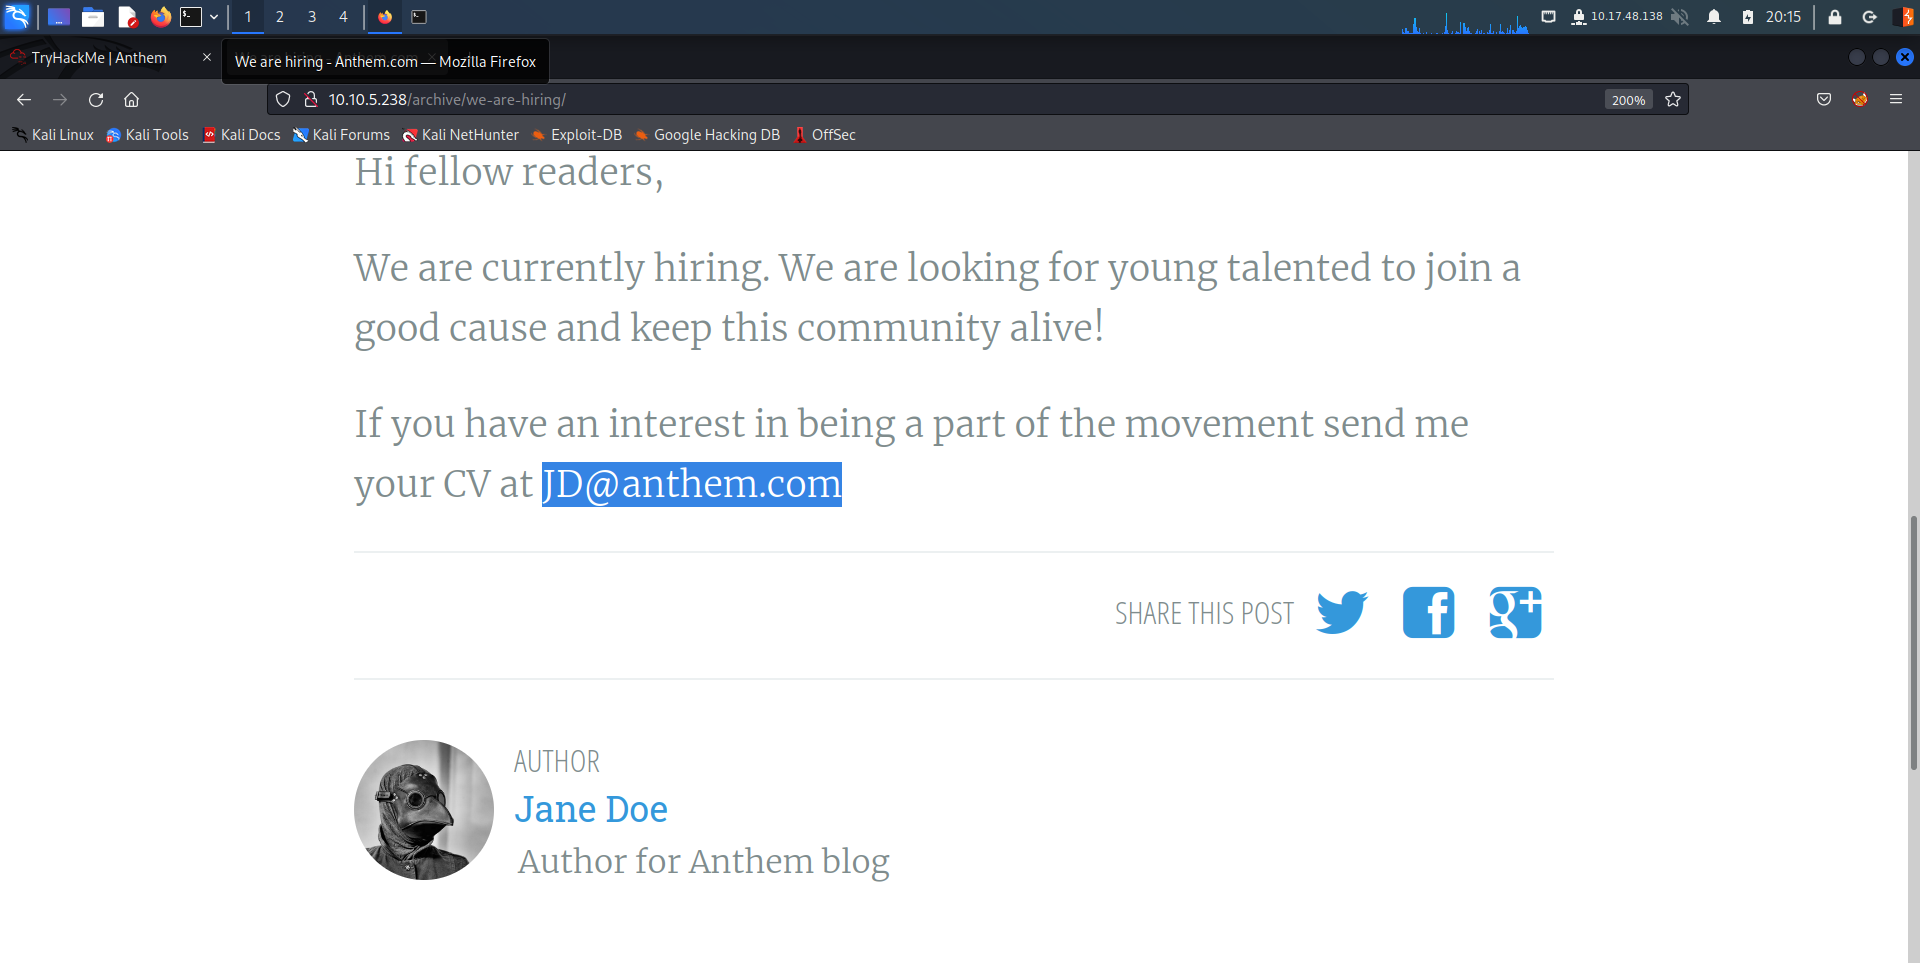 1 2 3 4 10.17.48.138 20:15
TryHackMe | Anthem
We are hiring - Anthem.com — Mozilla Firefox
10.10.5.238/archive/we-are-hiring/ 200%
Kali Linux Kali Tools Kali Docs Kali Forums Kali NetHunter Exploit-DB Google Hacking DB OffSec
Hi fellow readers,
We are currently hiring. We are looking for young talented to join a
good cause and keep this community alive!
If you have an interest in being a part of the movement send me
your CV at JD@anthem.com
SHARE THIS POST
AUTHOR
Jane Doe
Author for Anthem blog